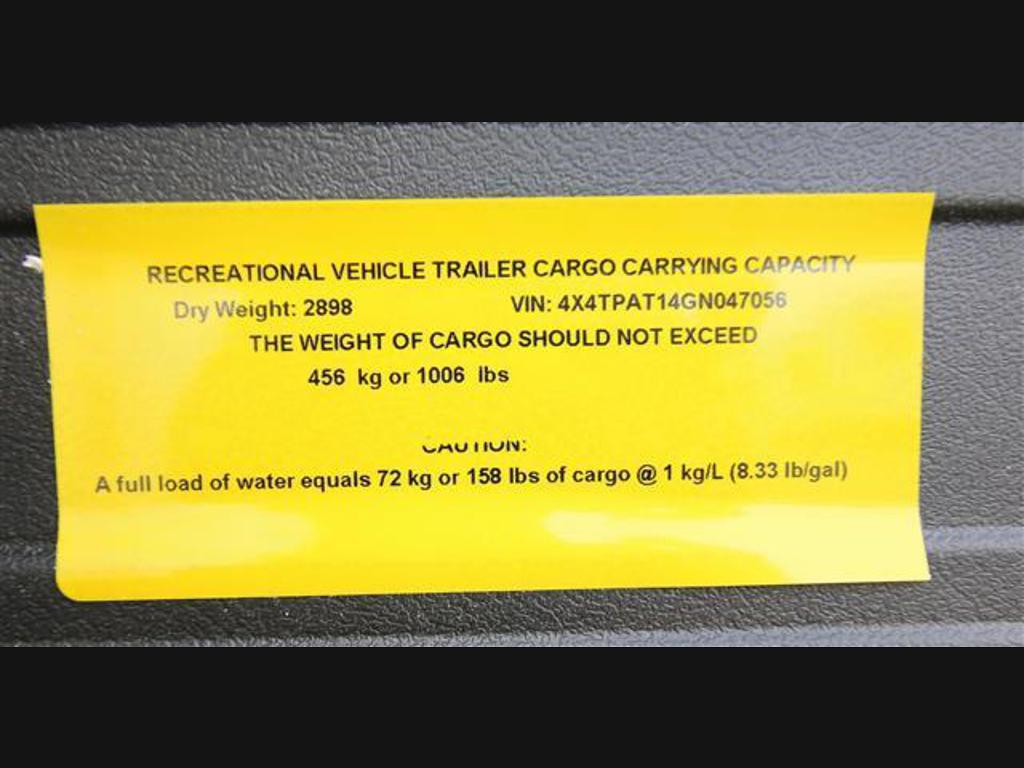 RECREATIONAL VEHICLE TRAILER CARGO CARRYING CAPACITY
Dry Weight: 2898 VIN: 4X4TPAT14GN047056
THE WEIGHT OF CARGO SHOULD NOT EXCEED
456 kg or 1006 lbs
CAUTION:
A full load of water equals 72 kg or 158 lbs of cargo @ 1 kg/L (8.33 lb/gal)